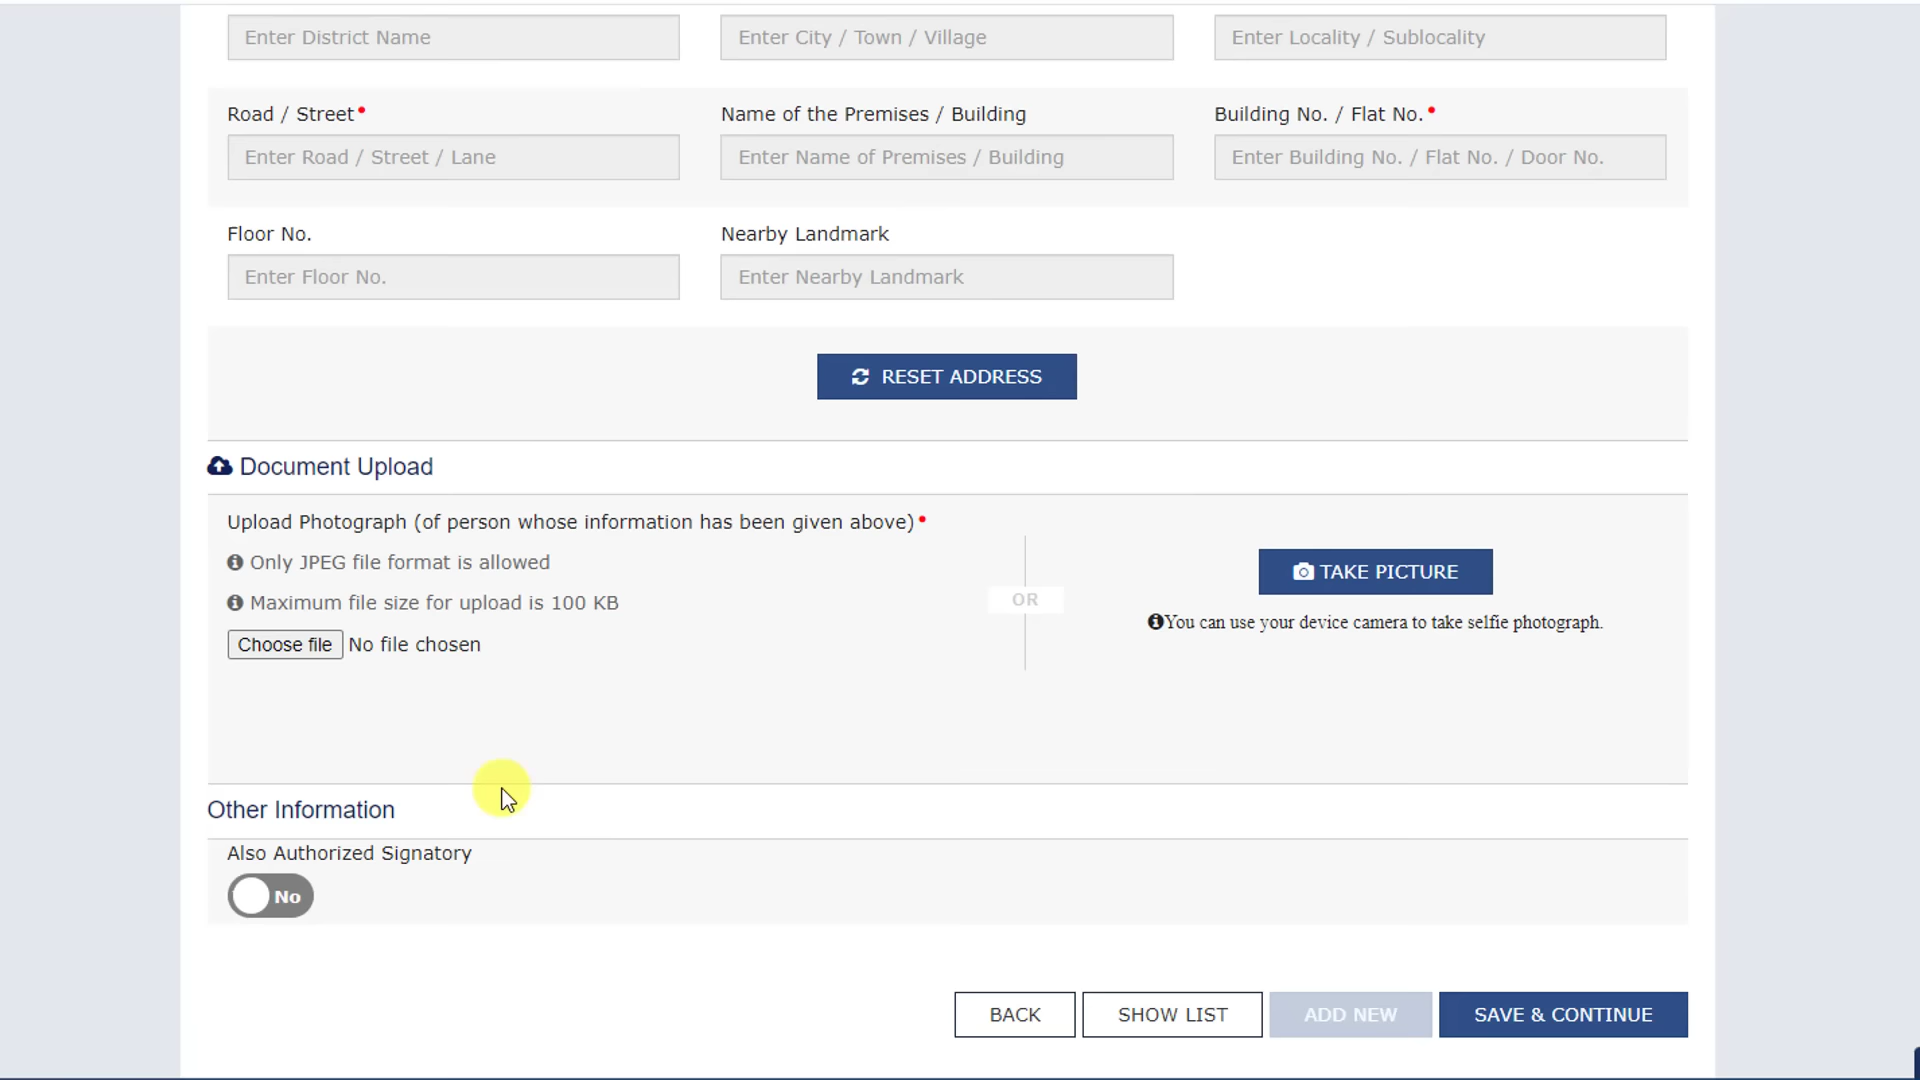 Enter District Name
Enter City / Town / Village
Enter Locality / Sublocality
Road / Street•
Name of the Premises / Building
Building No. / Flat No.•
Enter Road / Street / Lane
Enter Name of Premises / Building
Enter Building No. / Flat No. / Door No.
Floor No.
Nearby Landmark
Enter Floor No.
Enter Nearby Landmark
RESET ADDRESS
Document Upload
Upload Photograph (of person whose information has been given above)•
Only JPEG file format is allowed
Maximum file size for upload is 100 KB
Choose file No file chosen
OR
TAKE PICTURE
You can use your device camera to take selfie photograph.
Other Information
Also Authorized Signatory
No
BACK
SHOW LIST
ADD NEW
SAVE & CONTINUE